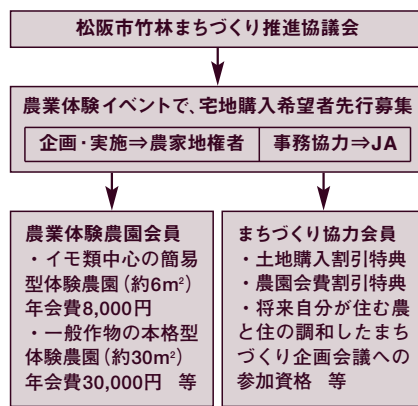 松阪市竹林まちづくり推進協議会
農業体験イベントで、宅地購入希望者先行募集
企画・実施⇒農家地権者
事務協力⇒JA
農業体験農園会員
・イモ類中心の簡易
型体験農園(約6m²)
年会費8,000円
・一般作物の本格型
体験農園(約30m²)
年会費30,000円 等
まちづくり協力会員
・土地購入割引特典
・農園会費割引特典
・将来自分が住む農
と住の調和したまち
づくり企画会議への
参加資格 等